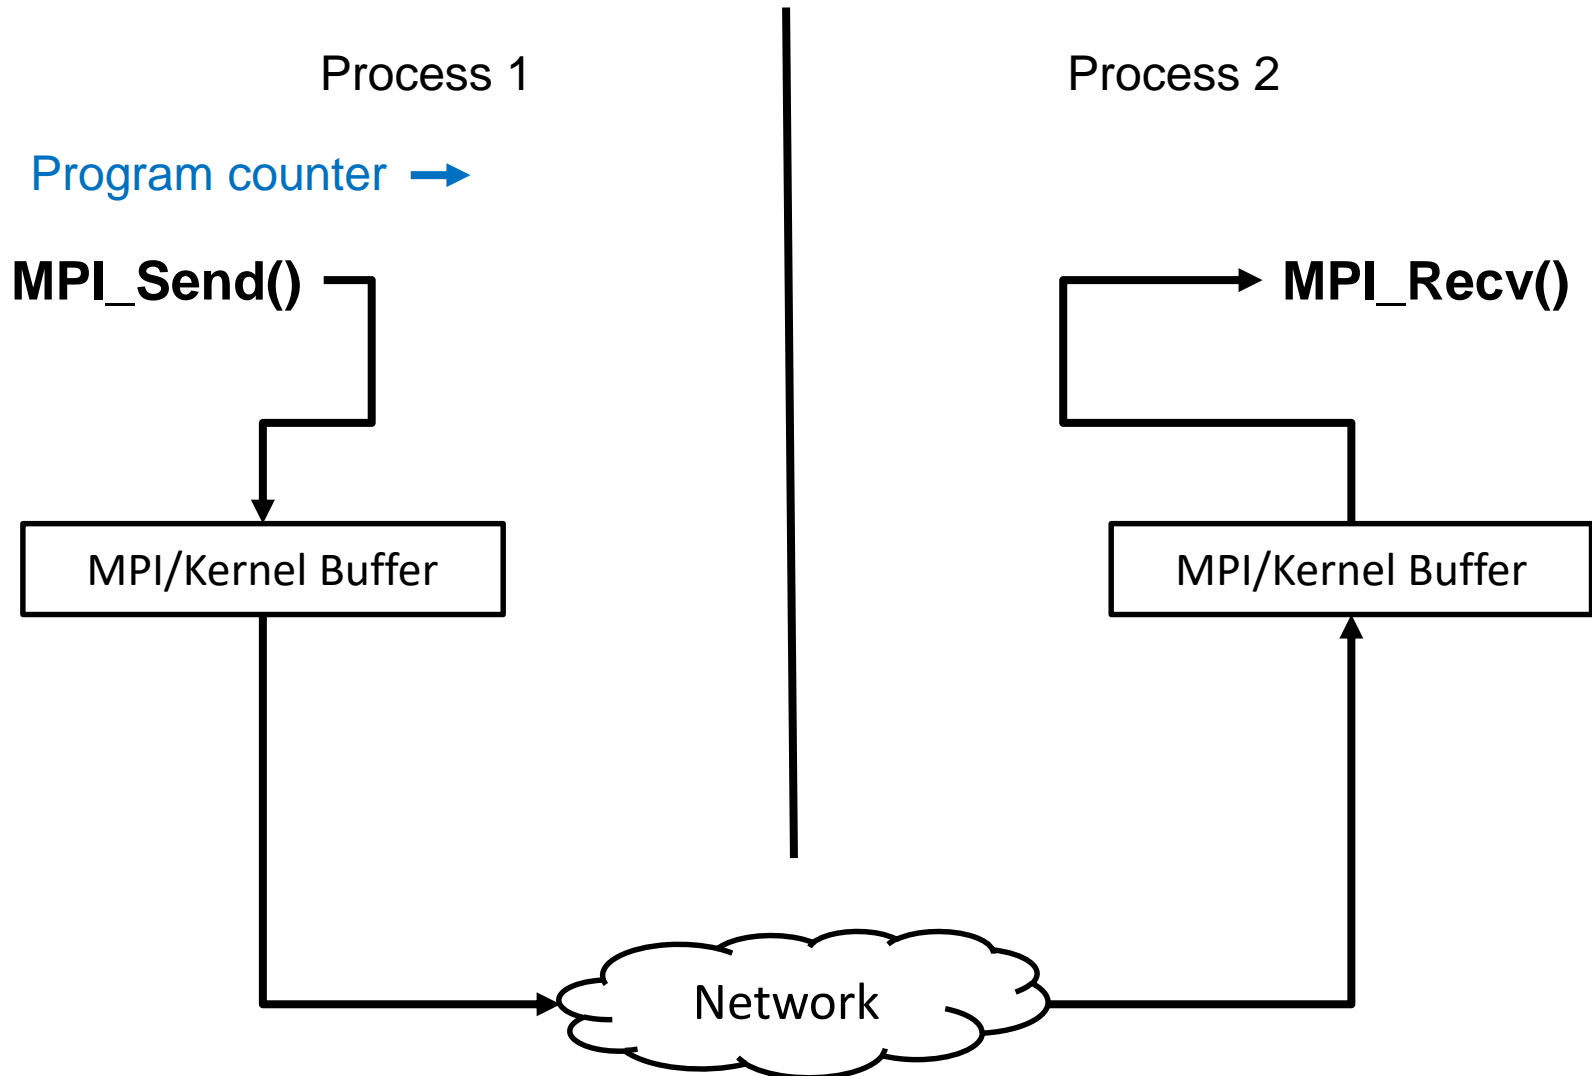 Process 1
Process 2
Program counter
MPI_Send()
MPI_Recv()
MPI/Kernel Buffer
MPI/Kernel Buffer
Network